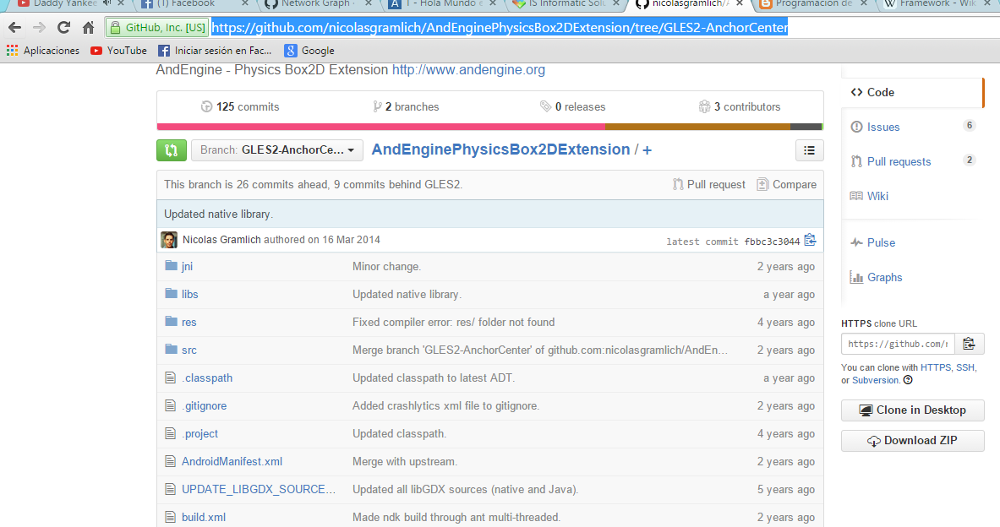 Daddy Yankee
(1) Facebook
Network Graph ·
1 - Hola Mundo
IS Informatic Solu
nicolasgramlich/A
Programación de
Framework - Wik
GitHub, Inc. [US]
https://github.com/nicolasgramlich/AndEnginePhysicsBox2DExtension/tree/GLES2-AnchorCenter
Aplicaciones YouTube Iniciar sesión en Fac... Google
AndEngine - Physics Box2D Extension http://www.andengine.org
125 commits 2 branches 0 releases 3 contributors
Branch: GLES2-AnchorCe... AndEnginePhysicsBox2DExtension / +
This branch is 26 commits ahead, 9 commits behind GLES2. Pull request Compare
Updated native library.
Nicolas Gramlich authored on 16 Mar 2014 latest commit fbbc3c3044
jni Minor change. 2 years ago
libs Updated native library. a year ago
res Fixed compiler error: res/ folder not found 4 years ago
src Merge branch 'GLES2-AnchorCenter' of github.com:nicolasgramlich/AndEn... 2 years ago
.classpath Updated classpath to latest ADT. a year ago
.gitignore Added crashlytics xml file to gitignore. 2 years ago
.project Updated classpath. 4 years ago
AndroidManifest.xml Merge with upstream. 2 years ago
UPDATE_LIBGDX_SOURCE... Updated all libGDX sources (native and Java). 5 years ago
build.xml Made ndk build through ant multi-threaded. 2 years ago
Code
Issues 6
Pull requests 2
Wiki
Pulse
Graphs
HTTPS clone URL
https://github.com/r
You can clone with HTTPS, SSH,
or Subversion.
Clone in Desktop
Download ZIP